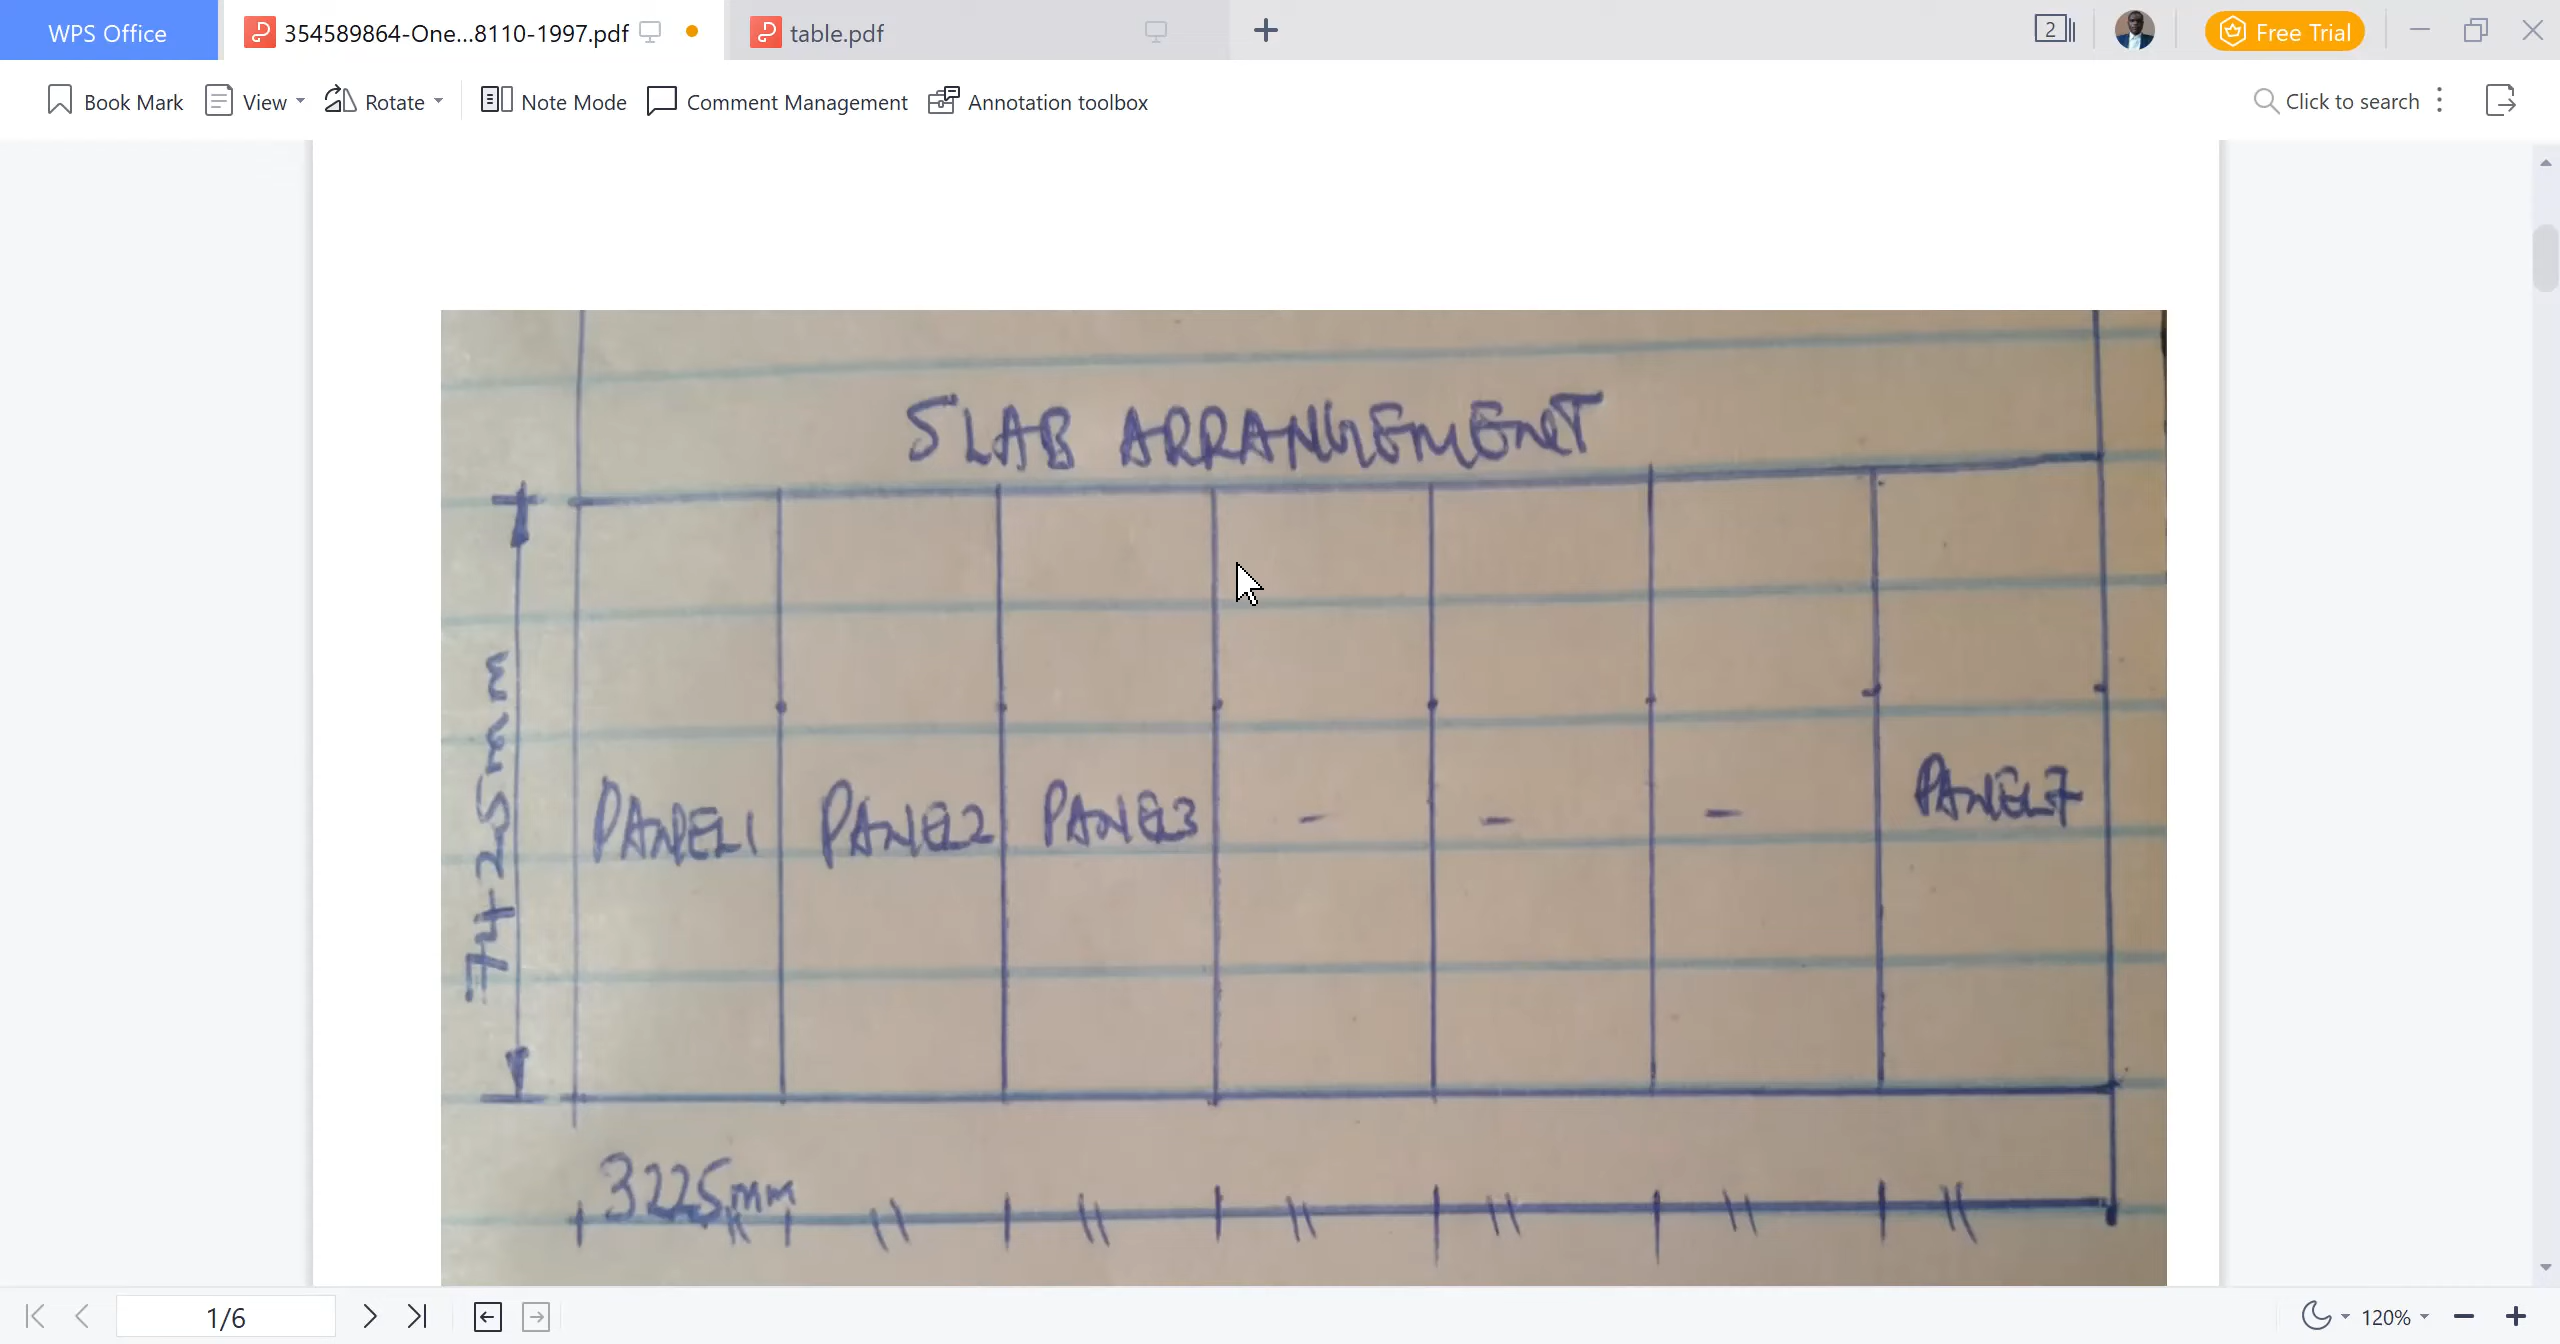 WPS Office
354589864-One...8110-1997.pdf
table.pdf
2
Free Trial
Book Mark
View
Rotate
Note Mode
Comment Management
Annotation toolbox
Click to search
SLAB ARRANGEMENT
7425mm
PANEL1
PANEL2
PANEL3
-
-
-
PANEL7
3225mm
1/6
120%